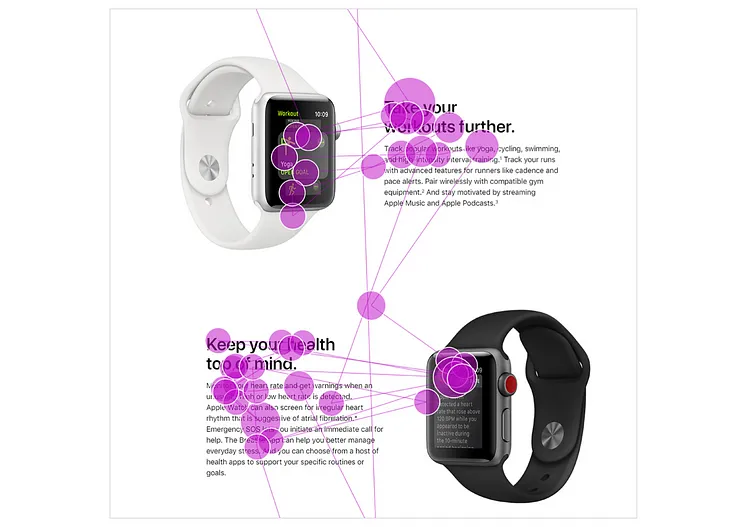 Workout 10:09
Take your
workouts further.
Track popular workouts like yoga, cycling, swimming,
and high-intensity interval training.¹ Track your runs
with advanced features for runners like cadence and
pace alerts. Pair wirelessly with compatible gym
equipment.² And stay motivated by streaming
Apple Music and Apple Podcasts.³
Yoga
OPEN GOAL
Keep your health
top of mind.
heart rate and get warnings when an
or low heart rate is detected.
Apple Watch can also screen for irregular heart
rhythm that is suggestive of atrial fibrillation.⁴
Emergency SOS you initiate an immediate call for
help. The app can help you better manage
everyday stress, and you can choose from a host of
health apps to support your specific routines or
goals.
detected a heart
rate that rose above
120 BPM while you
appeared to be
inactive during
the 10-minute